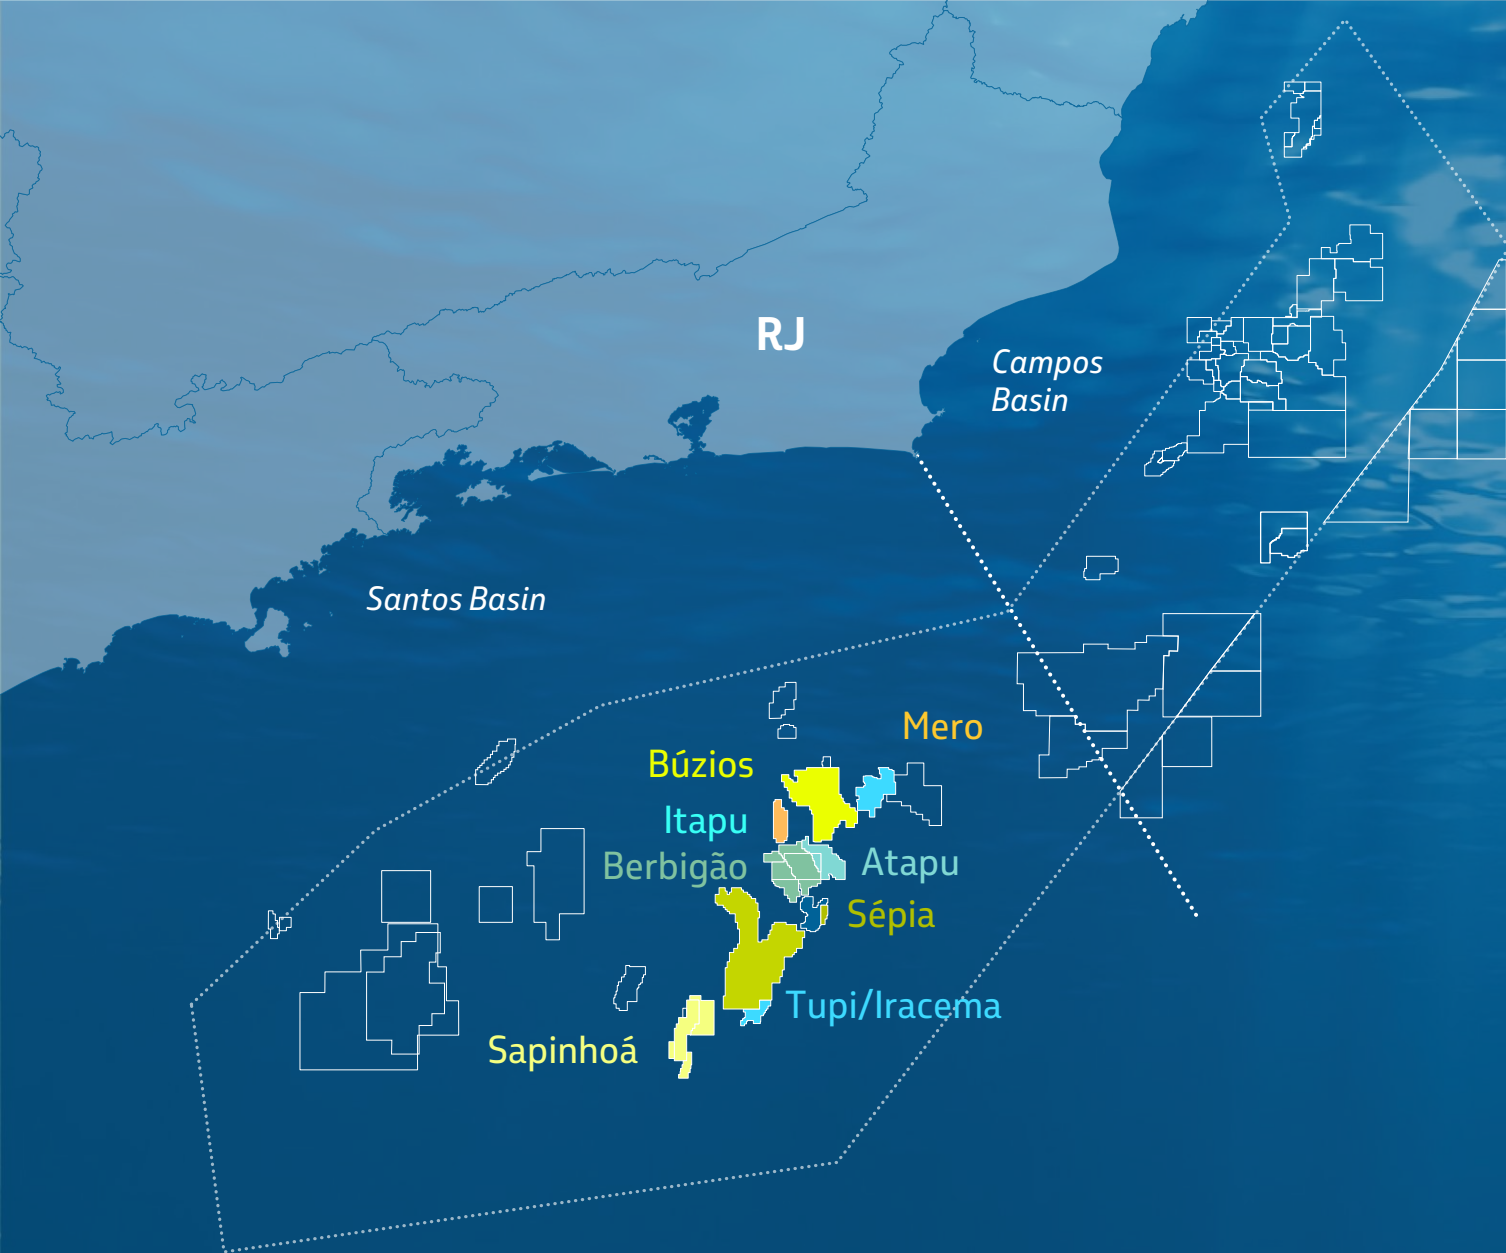 RJ
Campos
Basin
Santos Basin
Mero
Búzios
Itapu
Berbigão
Atapu
Sépia
Tupi/Iracema
Sapinhoá